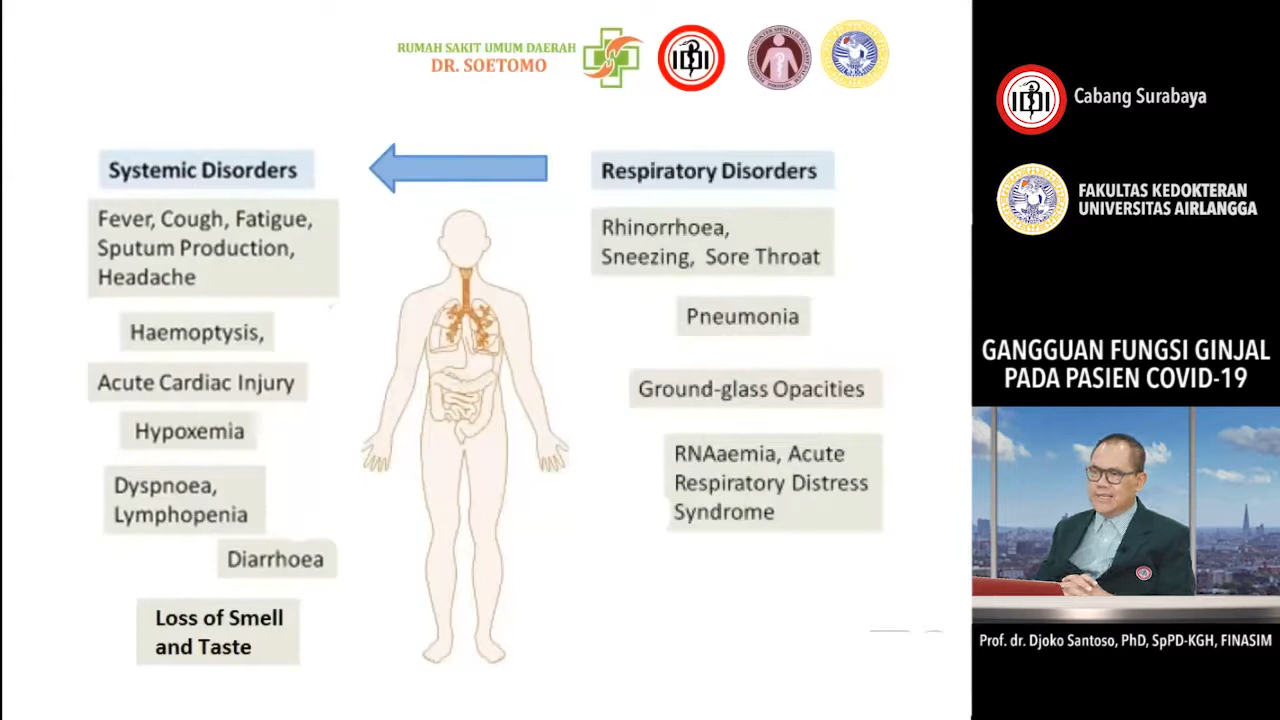 RUMAH SAKIT UMUM DAERAH
DR. SOETOMO
IDI
Systemic Disorders
Fever, Cough, Fatigue,
Sputum Production,
Headache
Haemoptysis,
Acute Cardiac Injury
Hypoxemia
Dyspnoea,
Lymphopenia
Diarrhoea
Loss of Smell
and Taste
Respiratory Disorders
Rhinorrhoea,
Sneezing, Sore Throat
Pneumonia
Ground-glass Opacities
RNAaemia, Acute
Respiratory Distress
Syndrome
IDI
Cabang Surabaya
FAKULTAS KEDOKTERAN
UNIVERSITAS AIRLANGGA
GANGGUAN FUNGSI GINJAL
PADA PASIEN COVID-19
Prof. dr. Djoko Santoso, PhD, SpPD-KGH, FINASIM